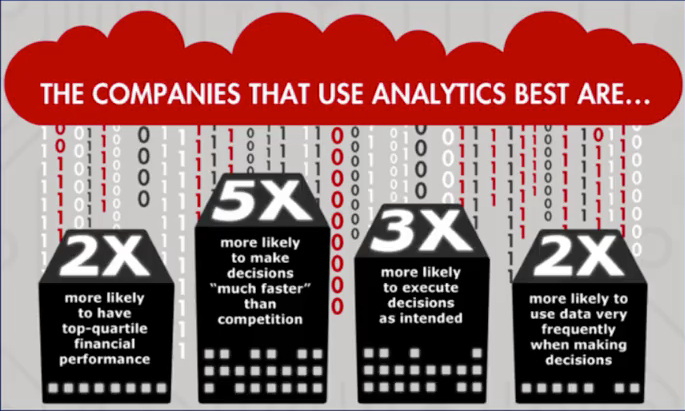 THE COMPANIES THAT USE ANALYTICS BEST ARE...
2X
more likely
to have
top-quartile
financial
performance
5X
more likely
to make
decisions
“much faster”
than
competition
3X
more likely
to execute
decisions
as intended
2X
more likely to
use data very
frequently
when making
decisions